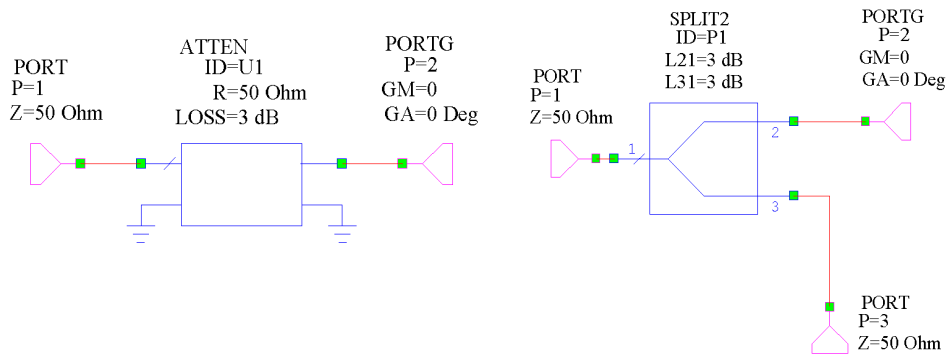 ATTEN
ID=U1
R=50 Ohm
LOSS=3 dB
PORT
P=1
Z=50 Ohm
PORTG
P=2
GM=0
GA=0 Deg
SPLIT2
ID=P1
L21=3 dB
L31=3 dB
PORT
P=1
Z=50 Ohm
PORTG
P=2
GM=0
GA=0 Deg
1
2
3
PORT
P=3
Z=50 Ohm